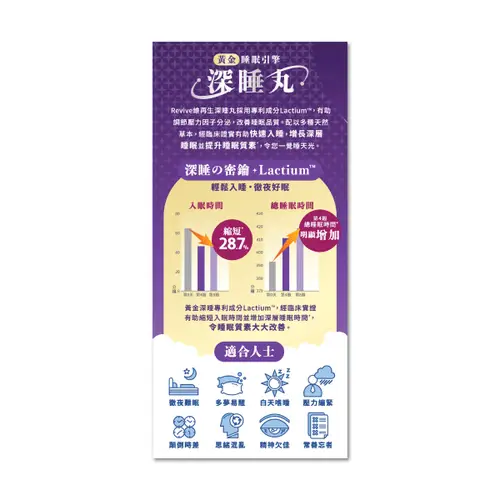 黃金 睡眠引擎
深睡丸
Revive維再生深睡丸採用專利成分Lactium™，有助
調節壓力因子分泌，改善睡眠品質。配以多種天然
草本，經臨床證實有助快速入睡，增長深層
睡眠並提升睡眠質素*，令您一覺睡天光。
深睡の密鑰 - Lactium™
輕鬆入睡・徹夜好眠
入眠時間
縮短*
28.7%
總睡眠時間
第4週
總睡眠時間*
明顯增加
黃金深睡專利成分Lactium™，經臨床實證
有助縮短入眠時間並增加深層睡眠時間*，
令睡眠質素大大改善。
適合人士
徹夜難眠
多夢易醒
白天嗜睡
壓力繃緊
顛倒時差
思緒混亂
精神欠佳
常善忘者